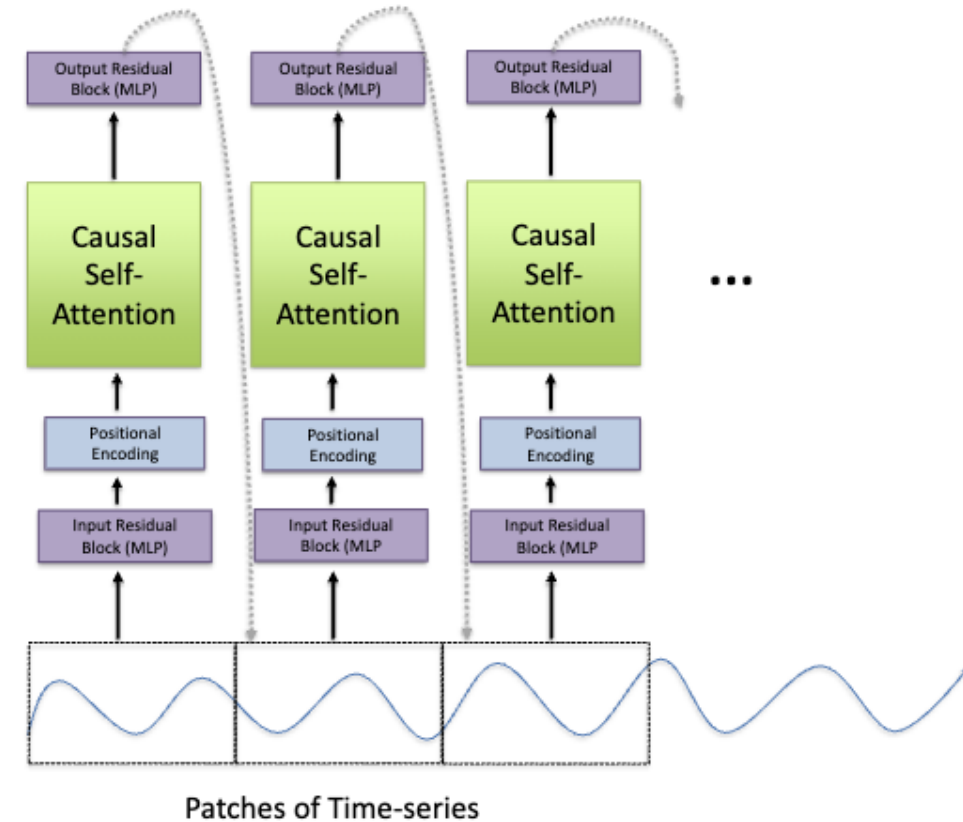 Output Residual
Block (MLP)
Output Residual
Block (MLP)
Output Residual
Block (MLP)
Causal
Self-
Attention
Causal
Self-
Attention
Causal
Self-
Attention
...
Positional
Encoding
Positional
Encoding
Positional
Encoding
Input Residual
Block (MLP)
Input Residual
Block (MLP
Input Residual
Block (MLP
Patches of Time-series